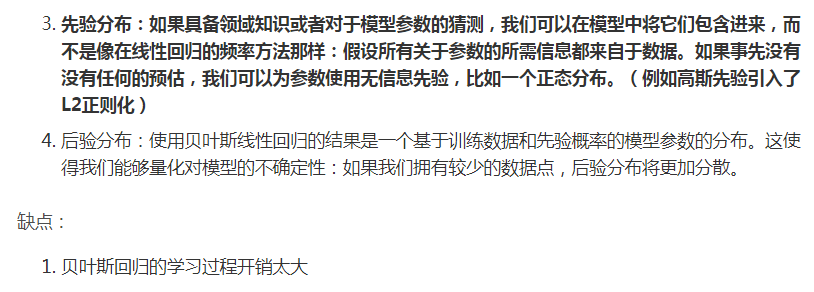 3. 先验分布：如果具备领域知识或者对于模型参数的猜测，我们可以在模型中将它们包含进来，而
不是像在线性回归的频率方法那样：假设所有关于参数的所需信息都来自于数据。如果事先没有
没有任何的预估，我们可以为参数使用无信息先验，比如一个正态分布。（例如高斯先验引入了
L2正则化）
4. 后验分布：使用贝叶斯线性回归的结果是一个基于训练数据和先验概率的模型参数的分布。这使
得我们能够量化对模型的不确定性：如果我们拥有较少的数据点，后验分布将更加分散。
缺点：
1. 贝叶斯回归的学习过程开销太大